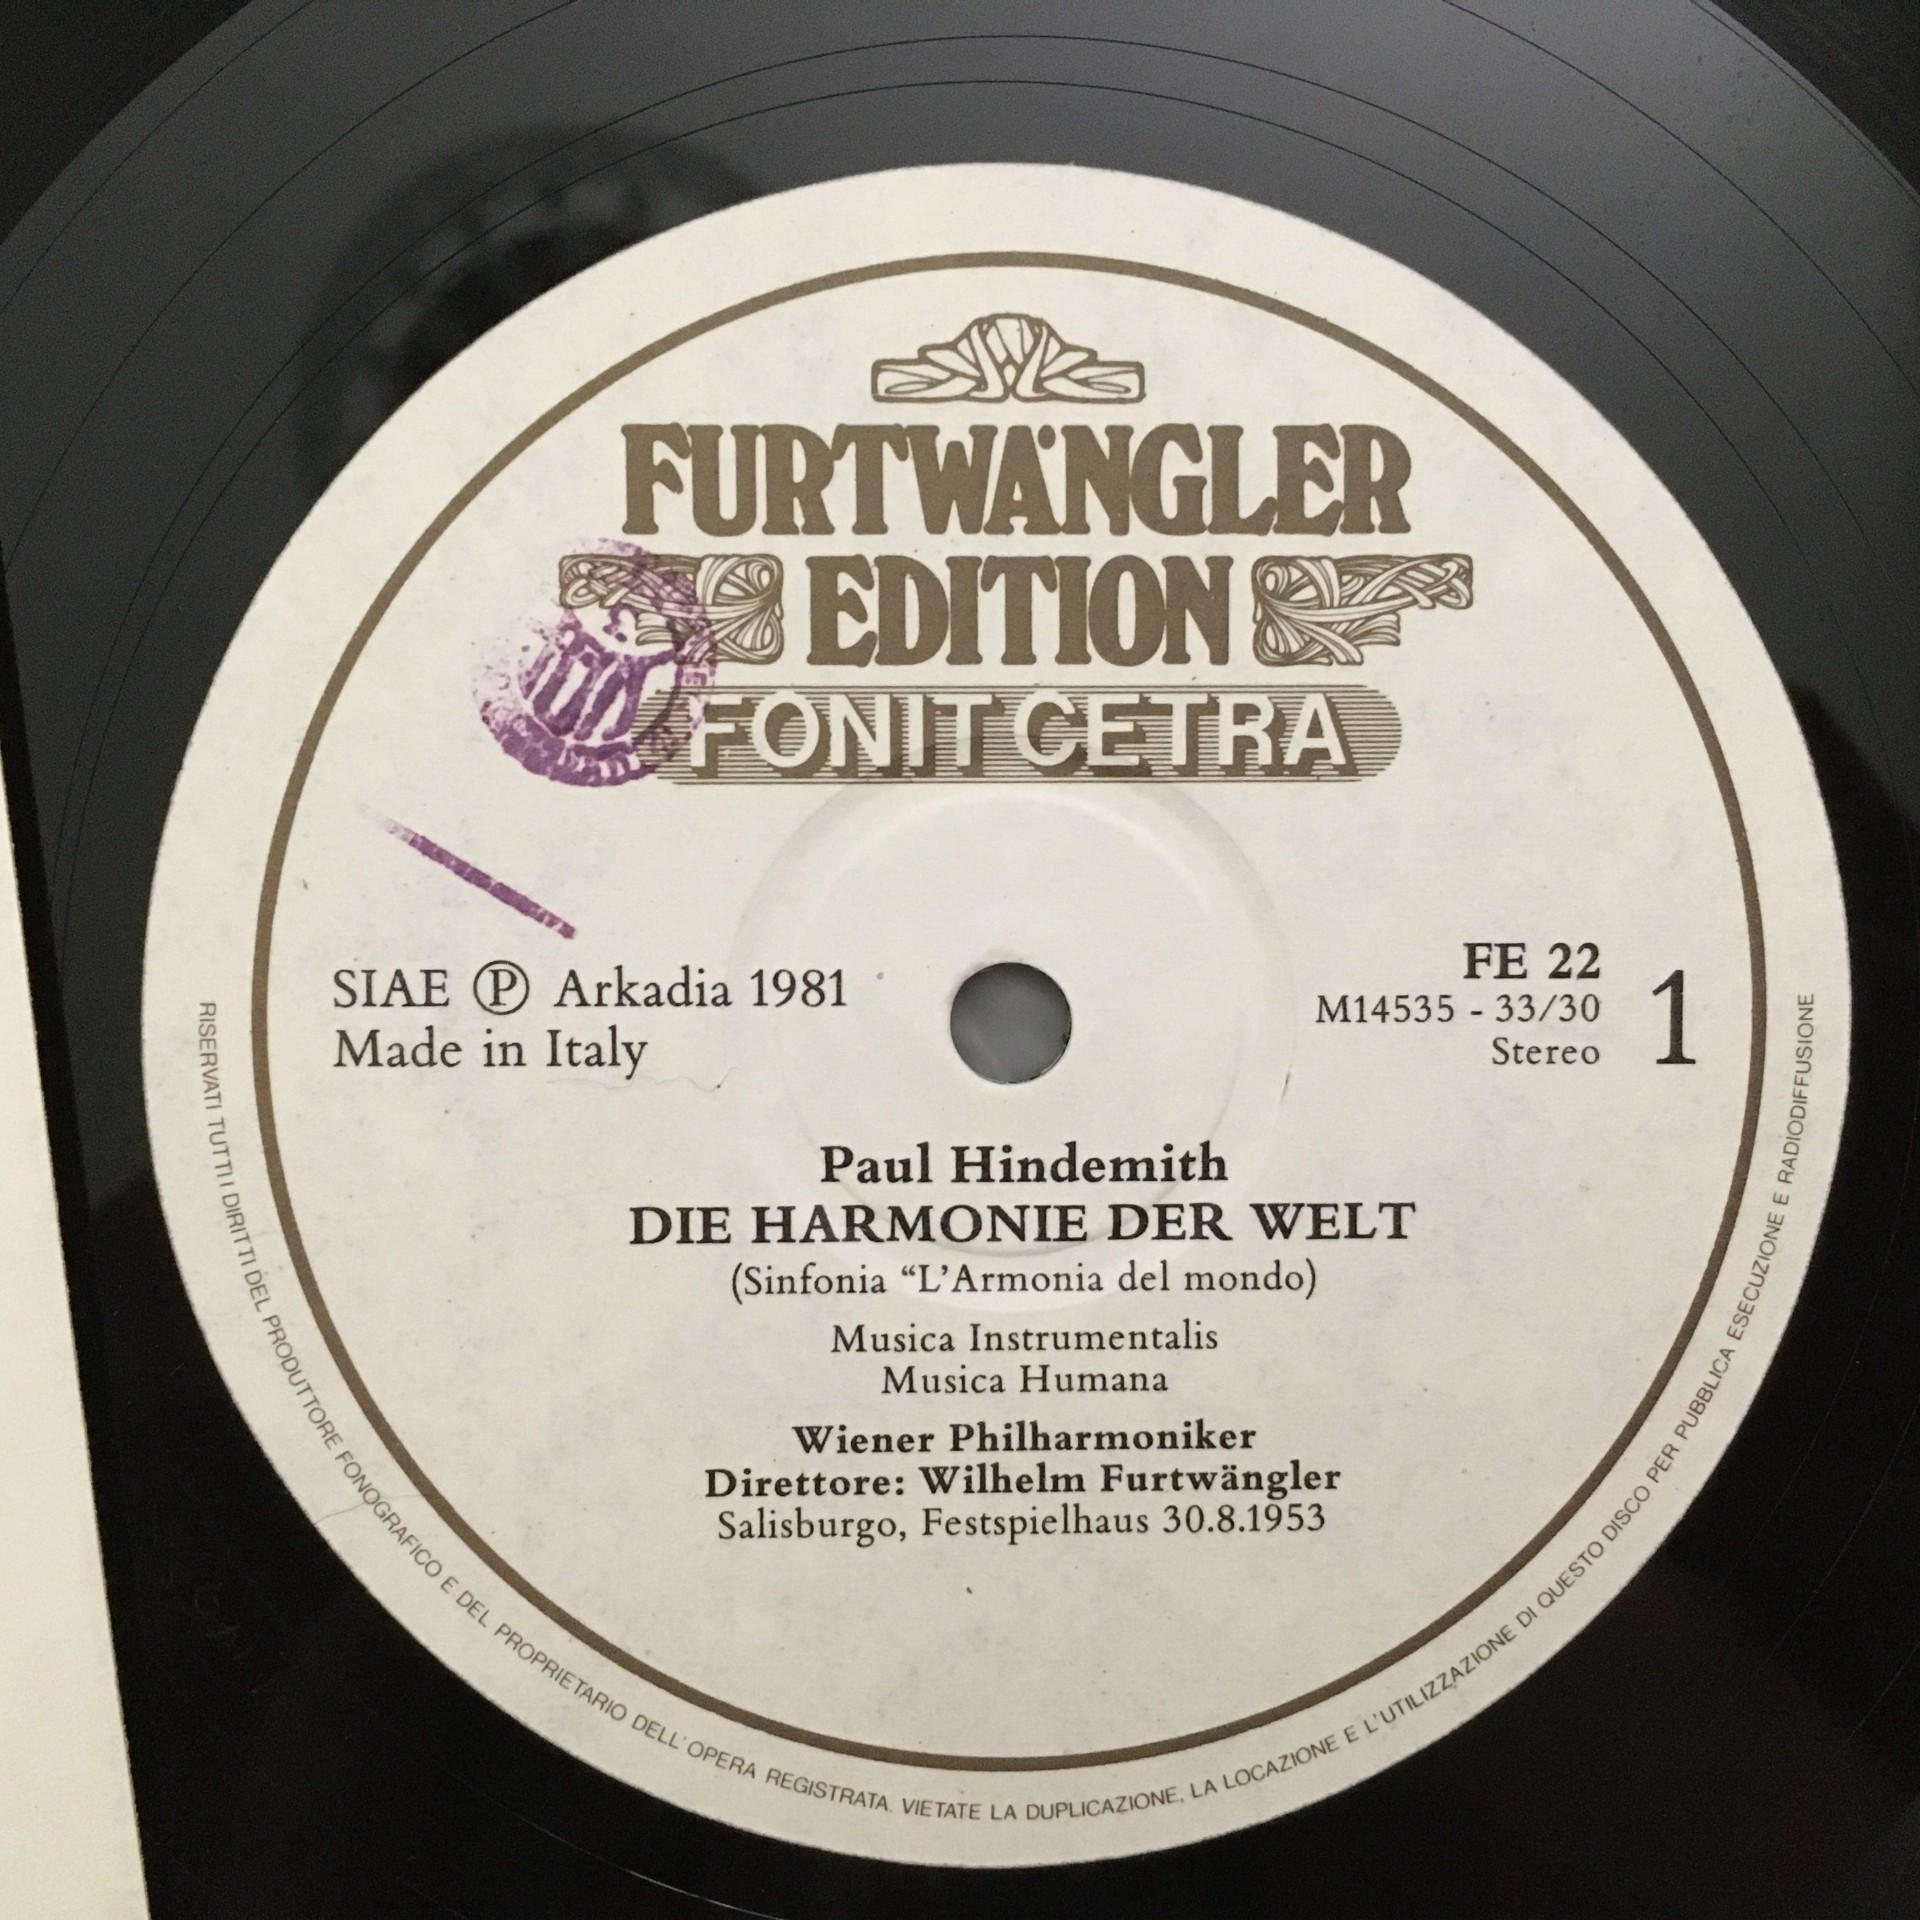 FURTWÄNGLER
EDITION
FONIT CETRA
SIAE Ⓟ Arkadia 1981
Made in Italy
FE 22
M14535 - 33/30
Stereo
1
Paul Hindemith
DIE HARMONIE DER WELT
(Sinfonia “L’Armonia del mondo)
Musica Instrumentalis
Musica Humana
Wiener Philharmoniker
Direttore: Wilhelm Furtwängler
Salisburgo, Festspielhaus 30.8.1953
RISERVATI TUTTI I DIRITTI DEL PRODUTTORE FONOGRAFICO E DEL PROPRIETARIO DELL'OPERA REGISTRATA. VIETATE LA DUPLICAZIONE, LA LOCAZIONE E L'UTILIZZAZIONE DI QUESTO DISCO PER PUBBLICA ESECUZIONE E RADIODIFFUSIONE